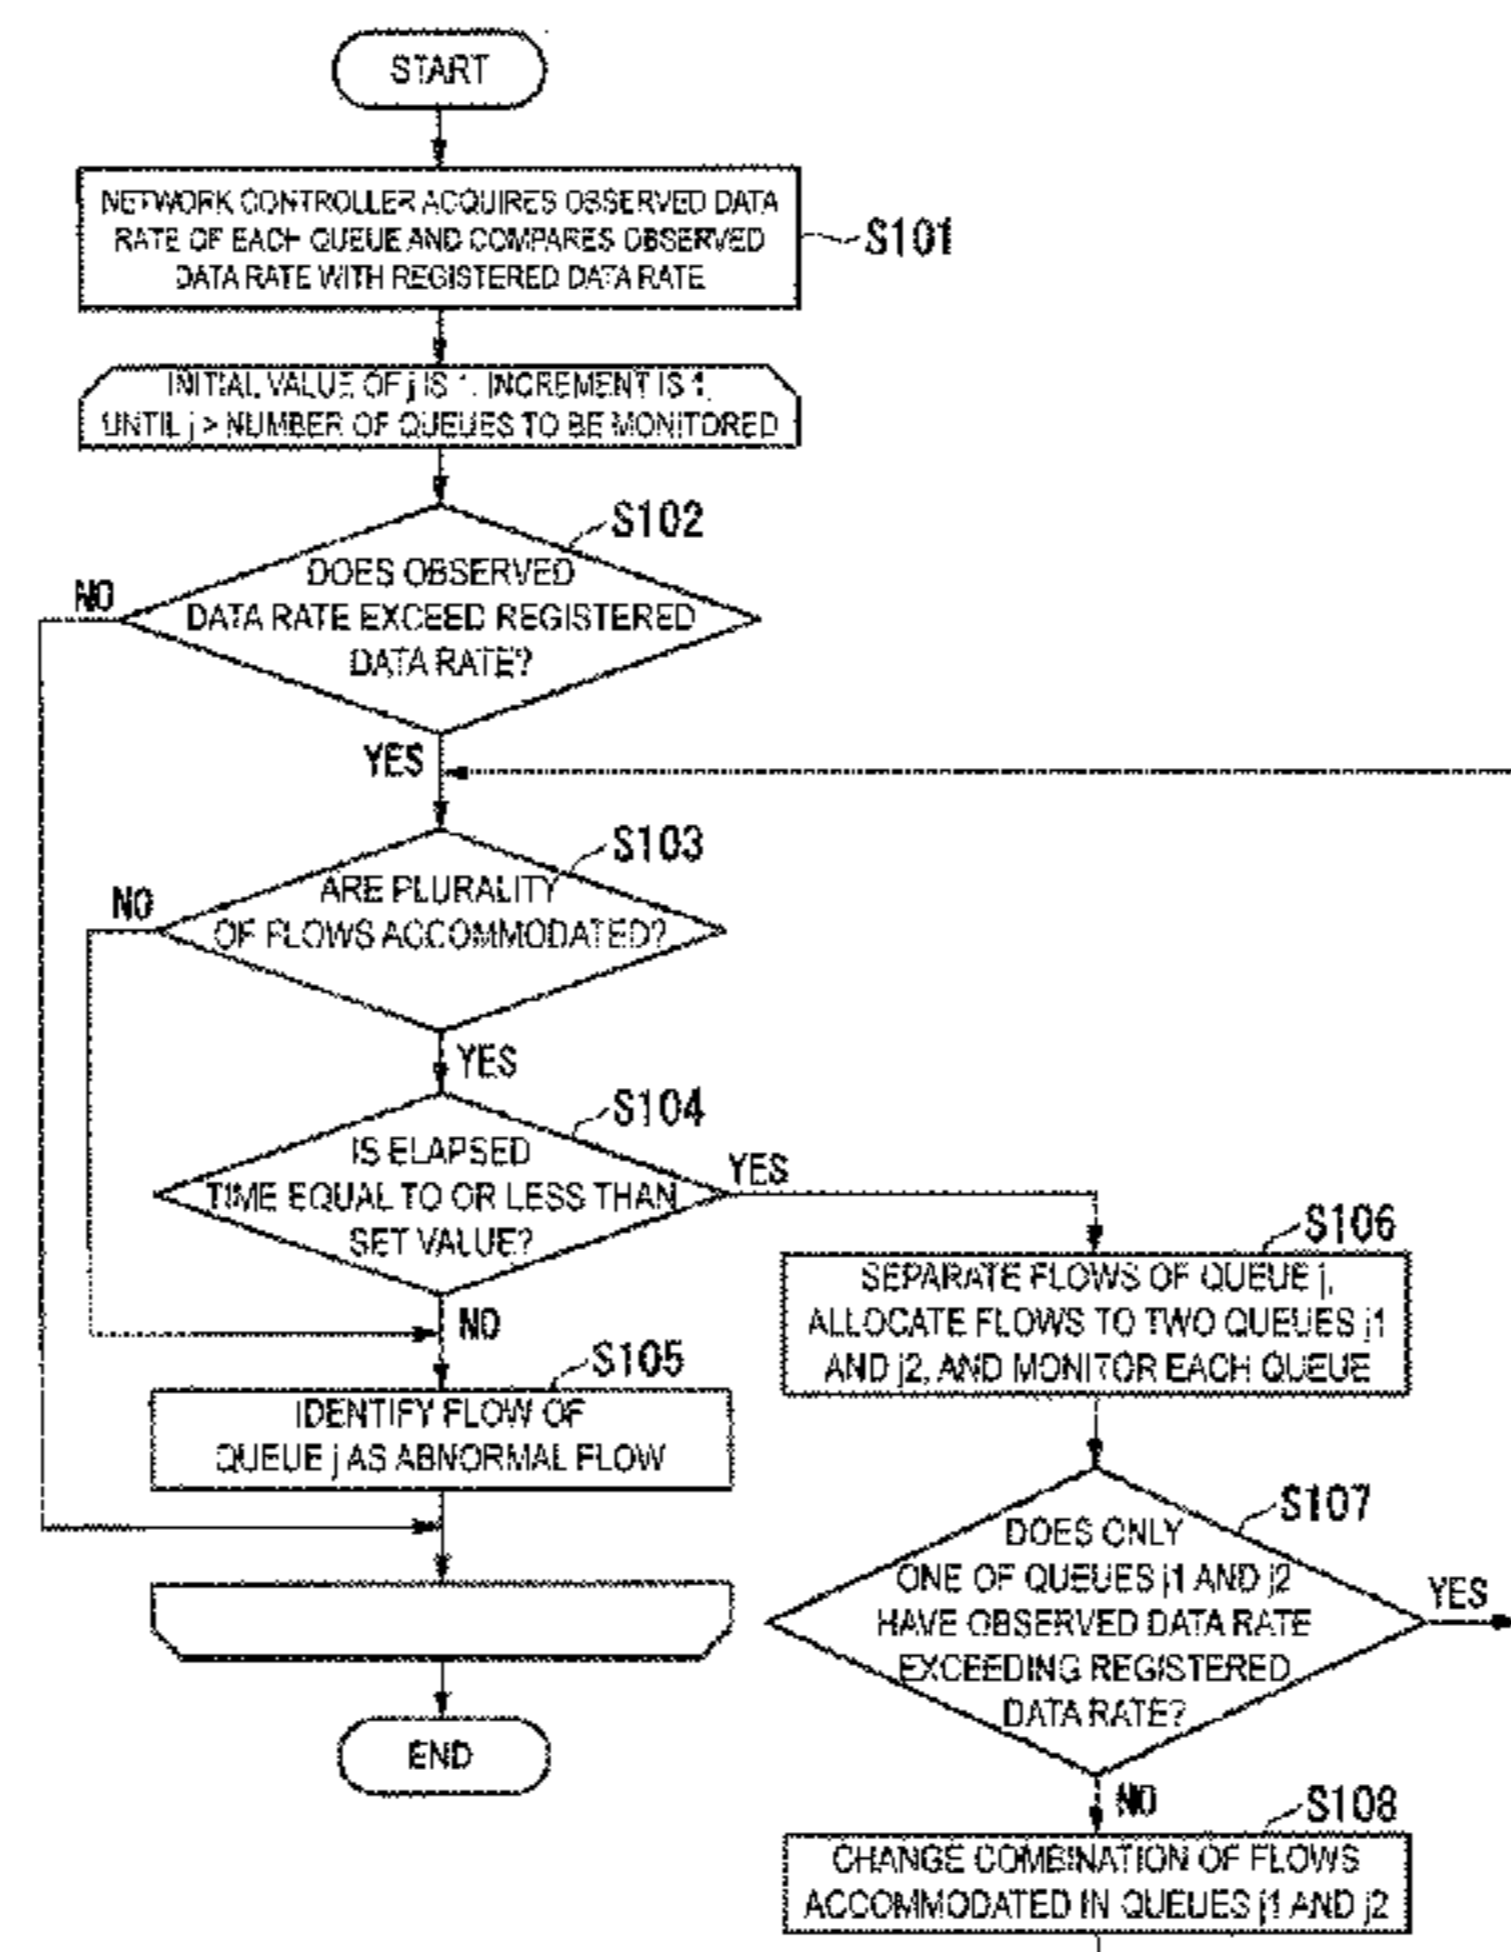 START
NETWORK CONTROLLER ACQUIRES OBSERVED DATA
RATE OF EACH QUEUE AND COMPARES OBSERVED
DATA RATE WITH REGISTERED DATA RATE
S101
INITIAL VALUE OF j IS 1, INCREMENT IS 1,
UNTIL j > NUMBER OF QUEUES TO BE MONITORED
S102
DOES OBSERVED
DATA RATE EXCEED REGISTERED
DATA RATE?
NO
YES
S103
ARE PLURALITY
OF FLOWS ACCOMMODATED?
NO
YES
S104
IS ELAPSED
TIME EQUAL TO OR LESS THAN
SET VALUE?
YES
NO
S105
IDENTIFY FLOW OF
QUEUE j AS ABNORMAL FLOW
END
S106
SEPARATE FLOWS OF QUEUE j,
ALLOCATE FLOWS TO TWO QUEUES j1
AND j2, AND MONITOR EACH QUEUE
S107
DOES ONLY
ONE OF QUEUES j1 AND j2
HAVE OBSERVED DATA RATE
EXCEEDING REGISTERED
DATA RATE?
YES
NO
S108
CHANGE COMBINATION OF FLOWS
ACCOMMODATED IN QUEUES j1 AND j2